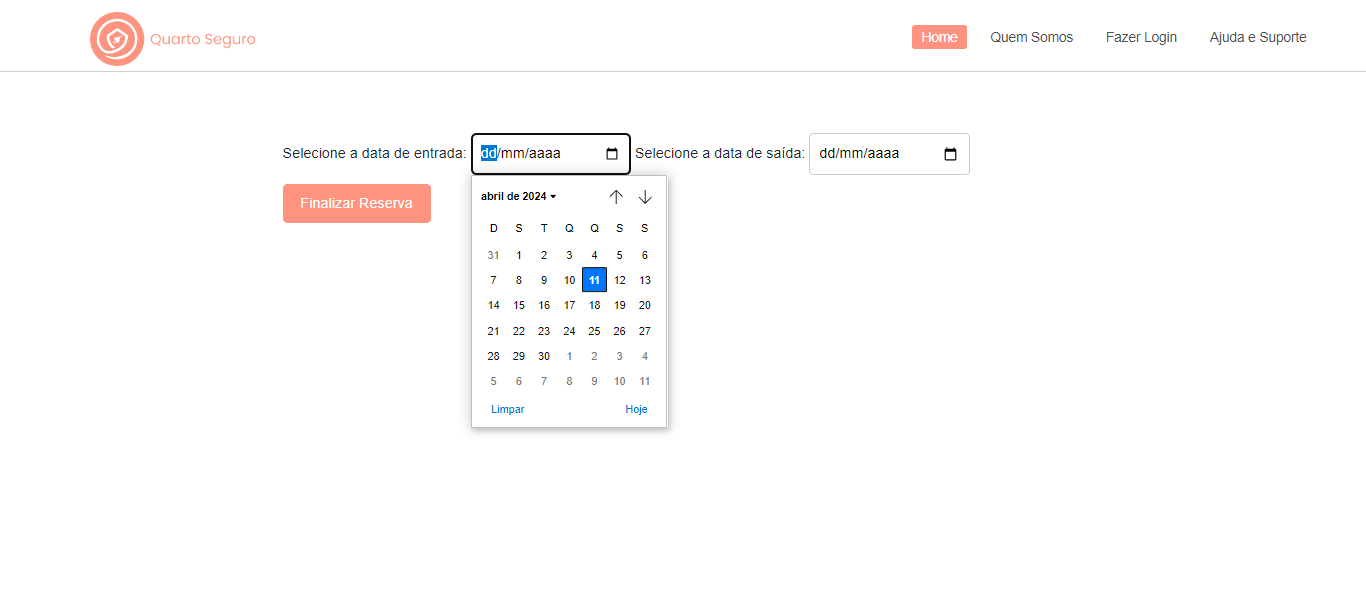 Quarto Seguro
Home Quem Somos Fazer Login Ajuda e Suporte
Selecione a data de entrada: dd/mm/aaaa Selecione a data de saída: dd/mm/aaaa
Finalizar Reserva
abril de 2024
D S T Q Q S S
31 1 2 3 4 5 6
7 8 9 10 11 12 13
14 15 16 17 18 19 20
21 22 23 24 25 26 27
28 29 30 1 2 3 4
5 6 7 8 9 10 11
Limpar Hoje